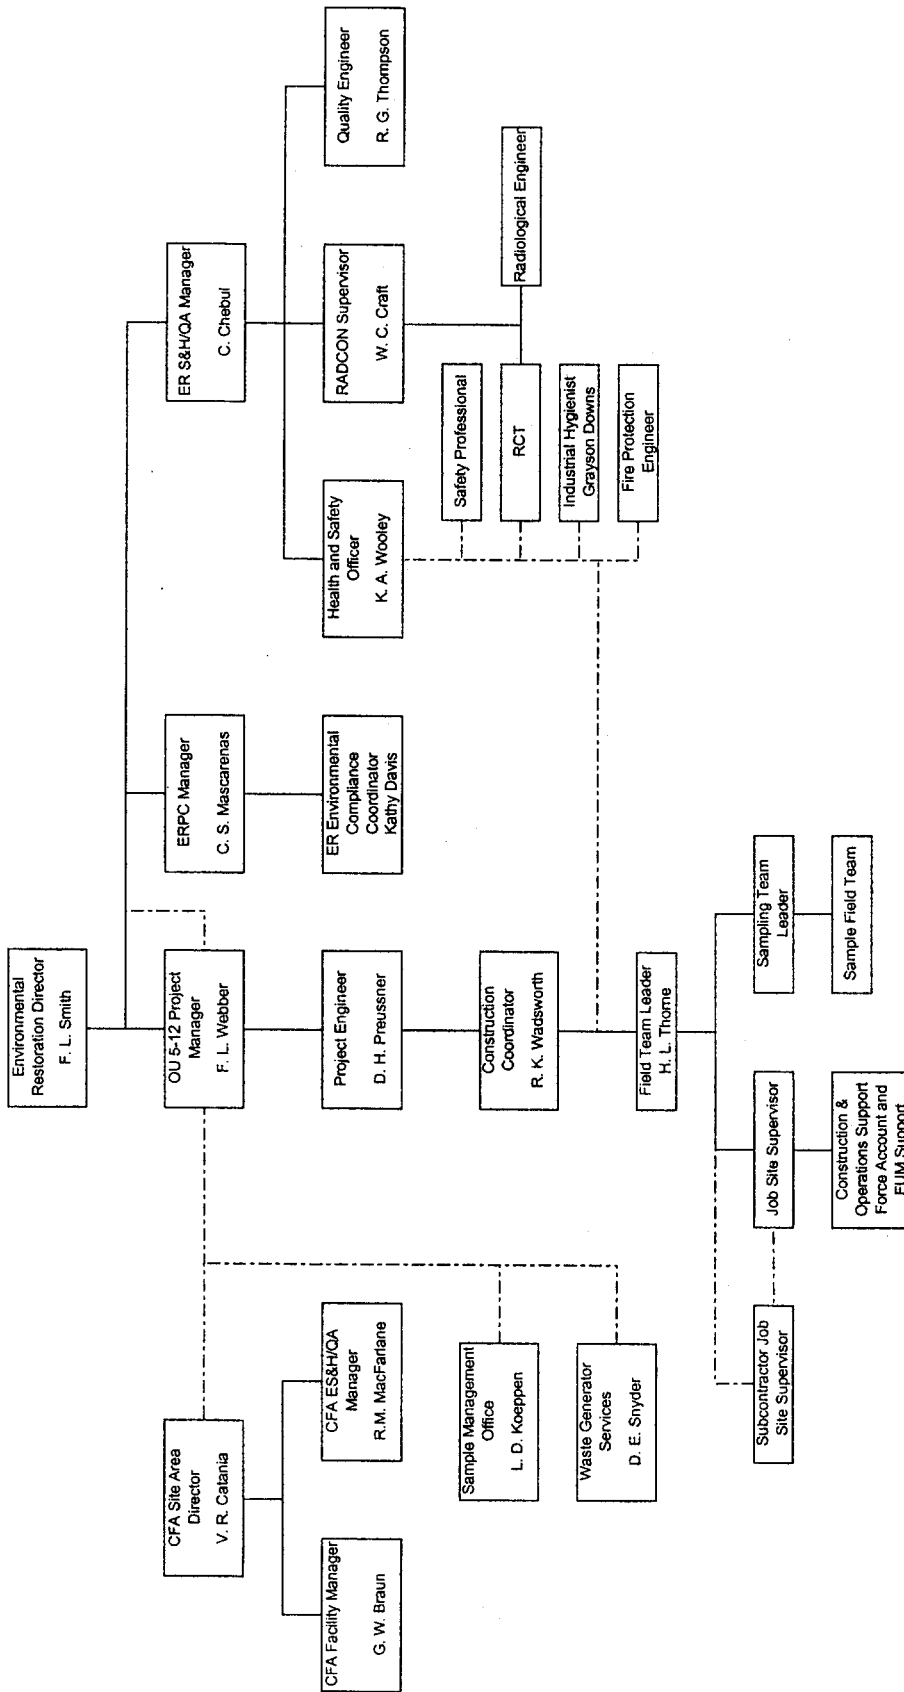 Environmental
Restoration Director
F. L. Smith
CFA Site Area
Director
V. R. Catania
OU 5-12 Project
Manager
F. L. Webber
ERPC Manager
C. S. Mascarenas
ER S&H/QA Manager
C. Chebul
CFA Facility Manager
G. W. Braun
CFA ES&H/QA
Manager
R.M. MacFarlane
Project Engineer
D. H. Preussner
ER Environmental
Compliance
Coordinator
Kathy Davis
Health and Safety
Officer
K. A. Wooley
RADCON Supervisor
W. C. Craft
Quality Engineer
R. G. Thompson
Sample Management
Office
L. D. Koeppen
Construction
Coordinator
R. K. Wadsworth
Safety Professional
RCT
Radiological Engineer
Industrial Hygienist
Grayson Downs
Fire Protection
Engineer
Waste Generator
Services
D. E. Snyder
Field Team Leader
H. L. Thorne
Subcontractor Job
Site Supervisor
Job Site Supervisor
Sampling Team
Leader
Construction &
Operations Support
Force Account and
FUM Support
Sample Field Team